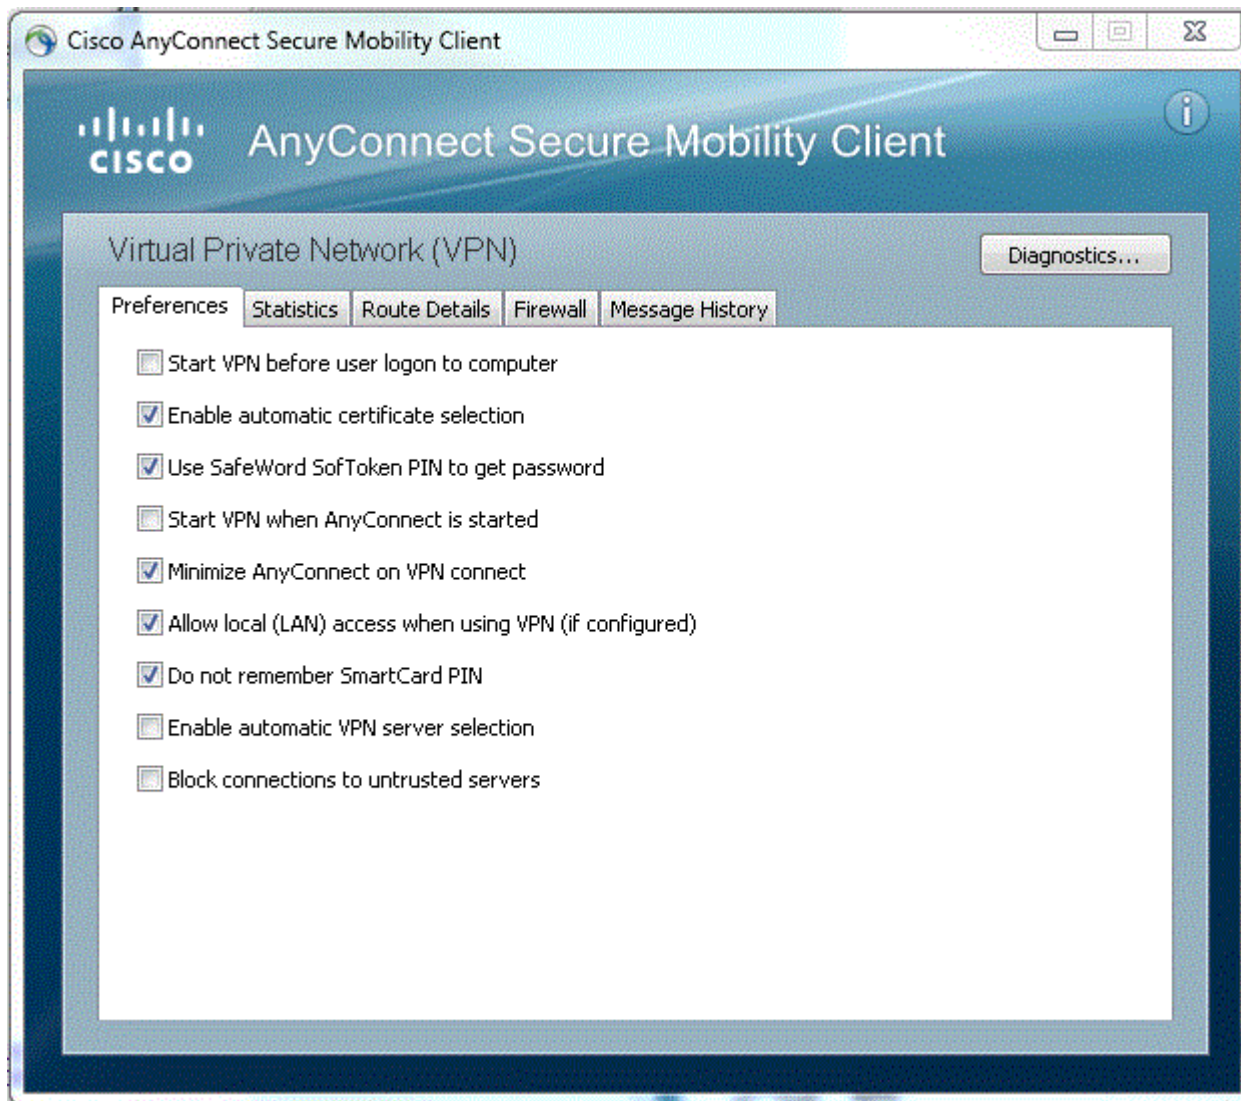 Cisco AnyConnect Secure Mobility Client
CISCO AnyConnect Secure Mobility Client
Virtual Private Network (VPN)
Diagnostics...
Preferences Statistics Route Details Firewall Message History
Start VPN before user logon to computer
Enable automatic certificate selection
Use SafeWord SofToken PIN to get password
Start VPN when AnyConnect is started
Minimize AnyConnect on VPN connect
Allow local (LAN) access when using VPN (if configured)
Do not remember SmartCard PIN
Enable automatic VPN server selection
Block connections to untrusted servers